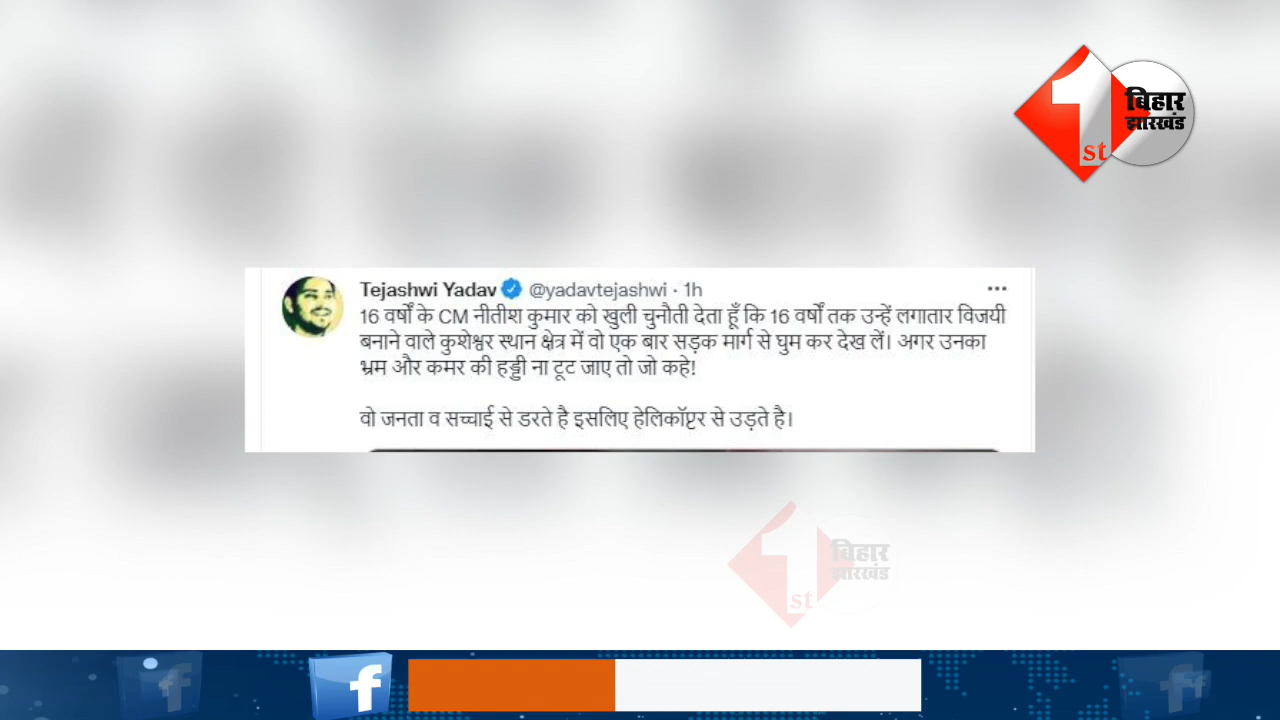 1st
बिहार
झारखंड
Tejashwi Yadav @yadavtejashwi · 1h
16 वर्षों के CM नीतीश कुमार को खुली चुनौती देता हूँ कि 16 वर्षों तक उन्हें लगातार विजयी
बनाने वाले कुशेश्वर स्थान क्षेत्र में वो एक बार सड़क मार्ग से घुम कर देख लें। अगर उनका
भ्रम और कमर की हड्डी ना टूट जाए तो जो कहे!
वो जनता व सच्चाई से डरते है इसलिए हेलिकॉप्टर से उड़ते है।
1st
बिहार
झारखंड
f